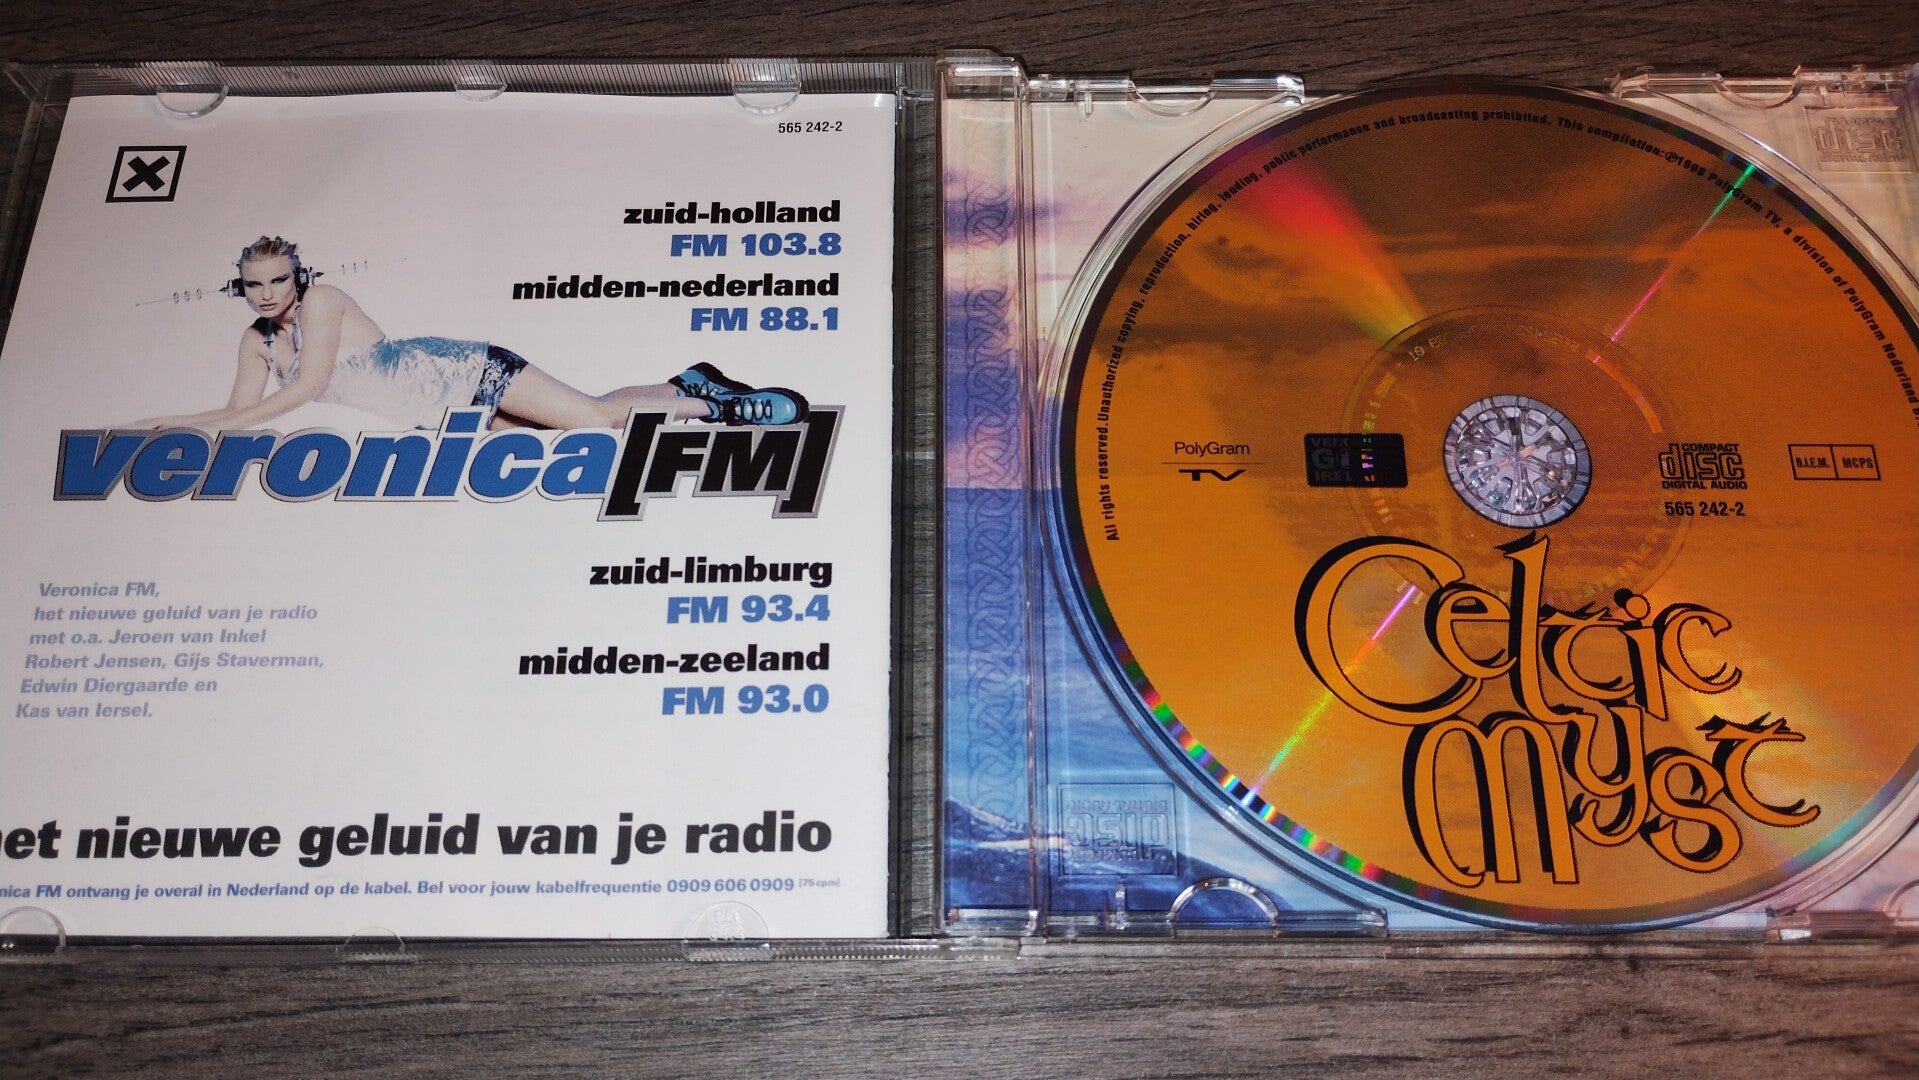 565 242-2
zuid-holland
FM 103.8
midden-nederland
FM 88.1
veronica[FM]
zuid-limburg
FM 93.4
midden-zeeland
FM 93.0
Veronica FM,
het nieuwe geluid van je radio
met o.a. Jeroen van Inkel
Robert Jensen, Gijs Staverman,
Edwin Diergaarde en
Kas van Iersel.
nieuwe geluid van je radio
FM ontvang je overal in Nederland op de kabel. Bel voor jouw kabelfrequentie 0909 606 0909 [75 cpm]
All rights reserved. Unauthorized copying, reproduction, hiring, lending, public performanse and broadcasting prohibited. This compilation: ℗1998 PolyGram TV, a division of PolyGram Nederland
PolyGram
TV
COMPACT
disc
DIGITAL AUDIO
565 242-2
B.I.E.M. MCPS
Celtic
Myst